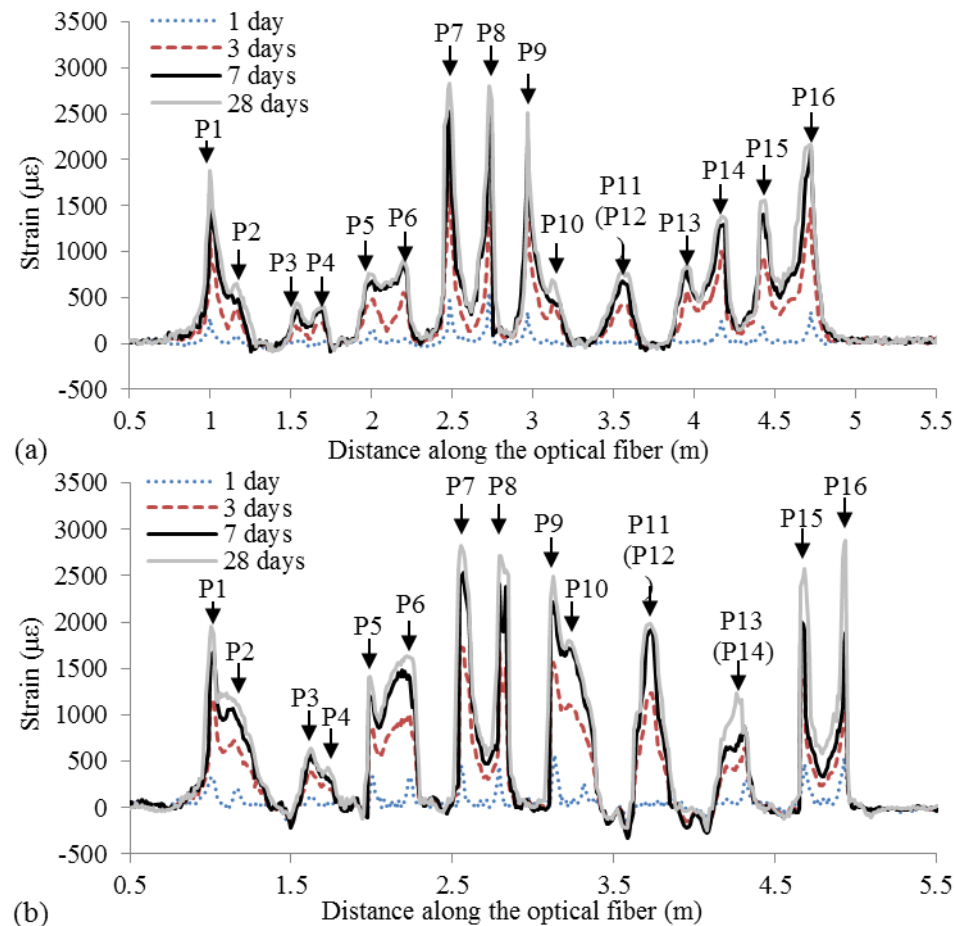 3500
3000
2500
2000
1500
1000
500
0
-500
Strain (µε)
1 day
3 days
7 days
28 days
P1
P2
P3
P4
P5
P6
P7
P8
P9
P10
P11
(P12
)
P13
P14
P15
P16
0.5 1 1.5 2 2.5 3 3.5 4 4.5 5 5.5
Distance along the optical fiber (m)
(a)
3500
3000
2500
2000
1500
1000
500
0
-500
Strain (µε)
1 day
3 days
7 days
28 days
P1
P2
P3
P4
P5
P6
P7
P8
P9
P10
P11
(P12
)
P13
(P14)
P15
P16
0.5 1.5 2.5 3.5 4.5 5.5
Distance along the optical fiber (m)
(b)